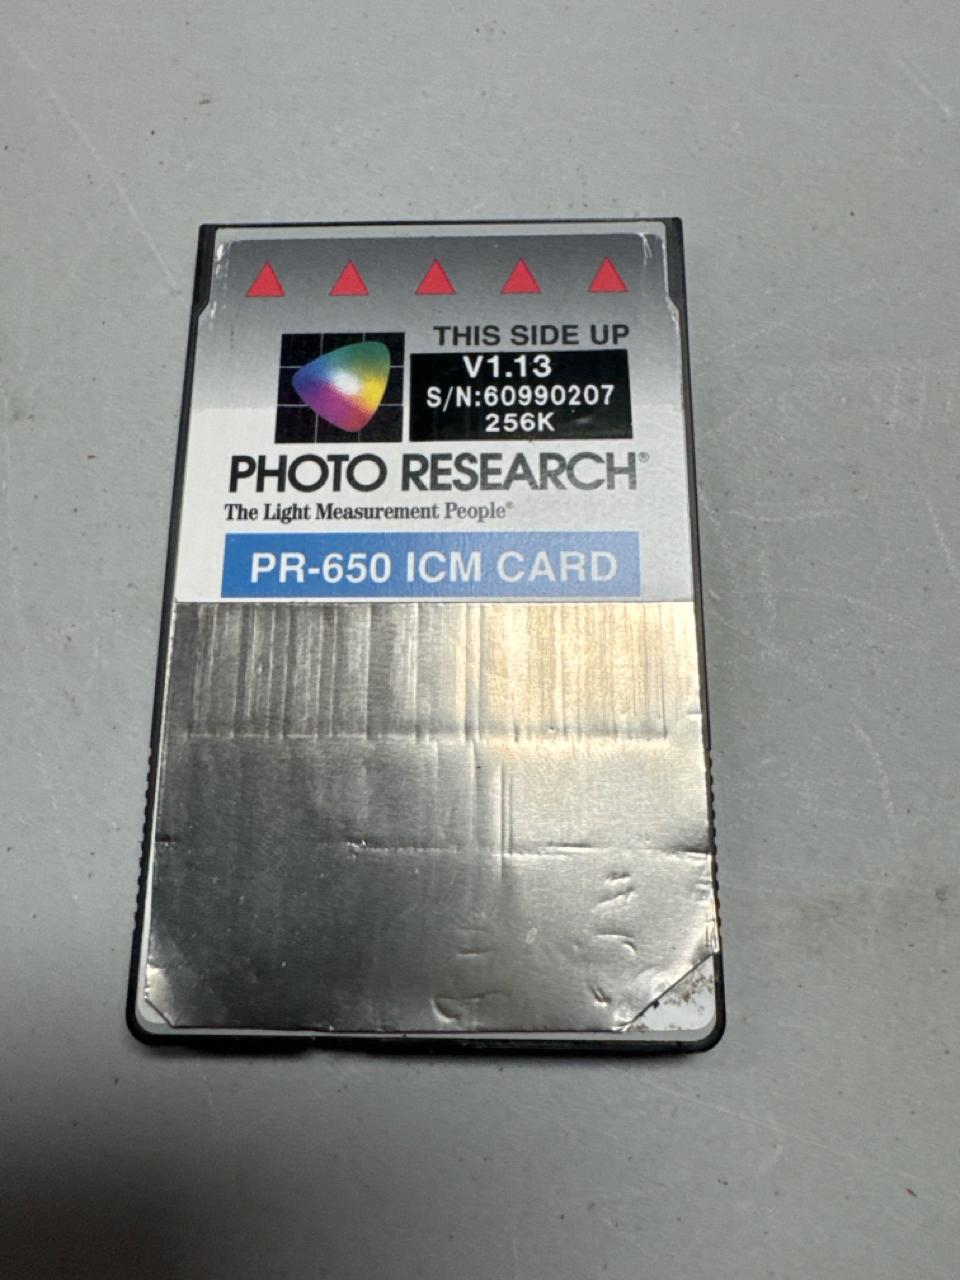 THIS SIDE UP
V1.13
S/N:60990207
256K
PHOTO RESEARCH®
The Light Measurement People®
PR-650 ICM CARD